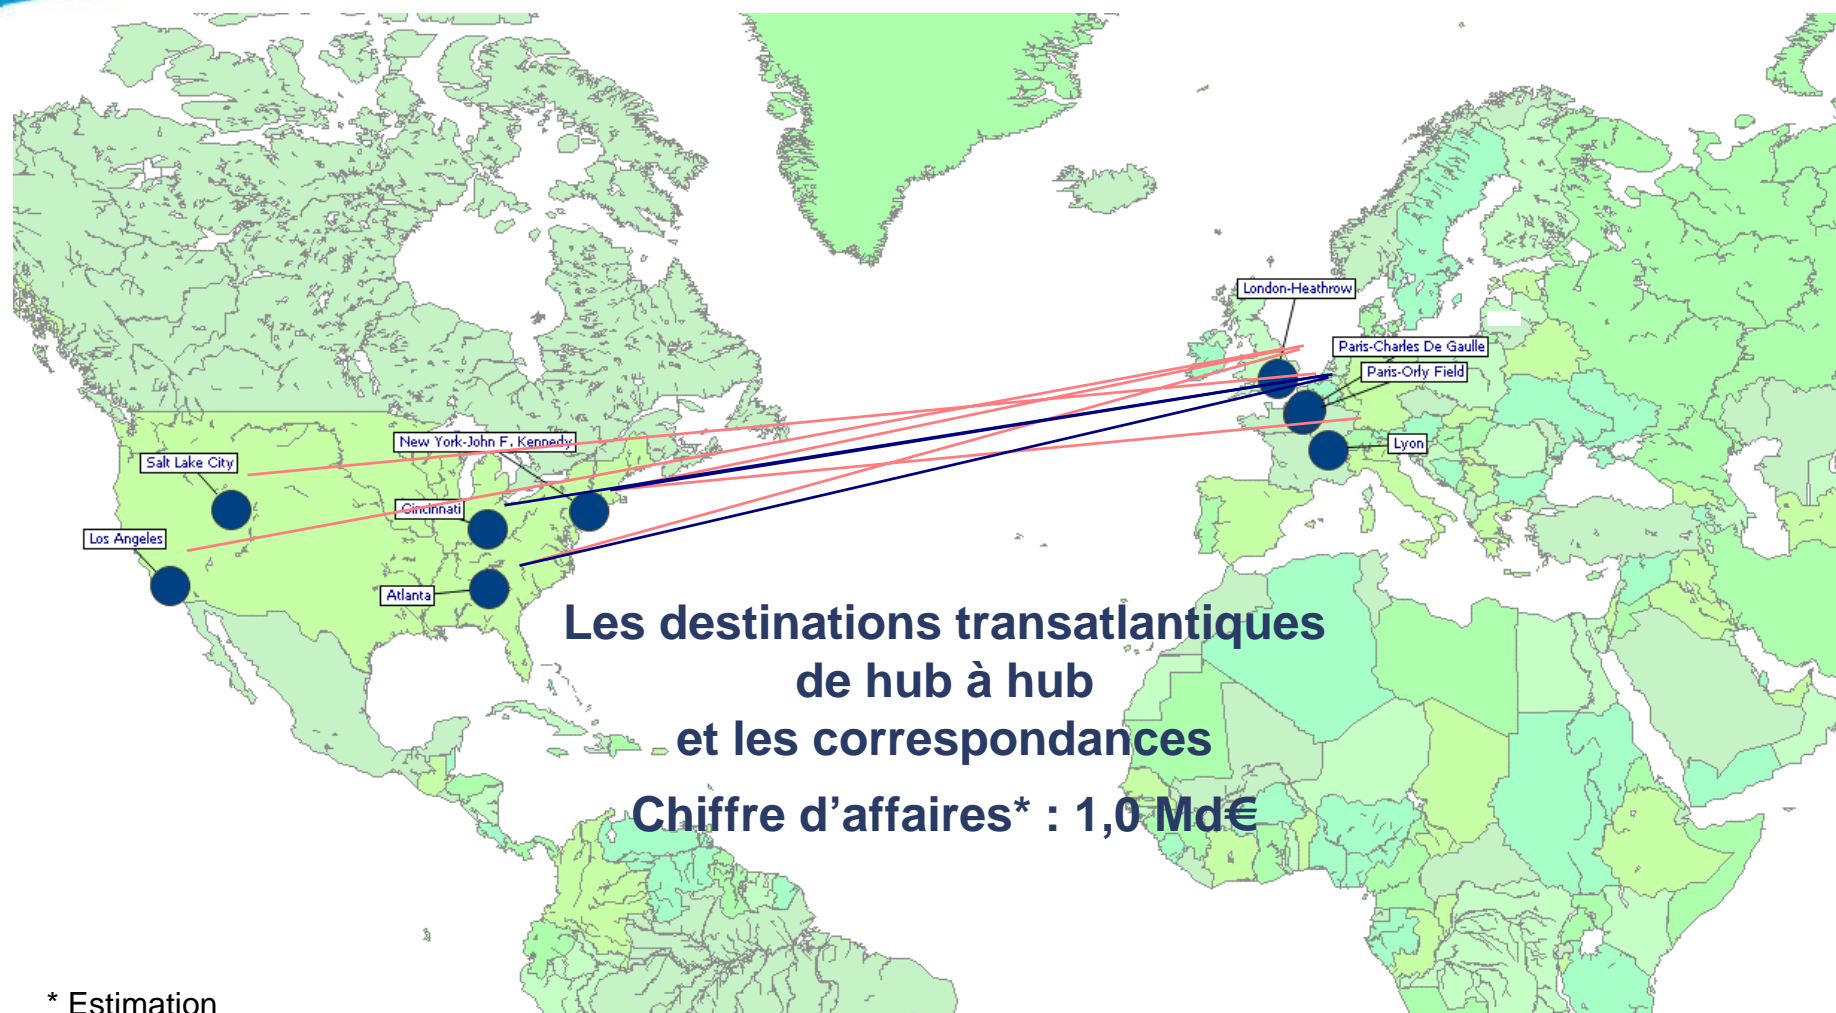 London-Heathrow
Paris-Charles De Gaulle
Paris-Orly Field
New York-John F. Kennedy
Lyon
Salt Lake City
Cincinnati
Los Angeles
Atlanta
Les destinations transatlantiques
de hub à hub
et les correspondances
Chiffre d’affaires* : 1,0 Md€
* Estimation